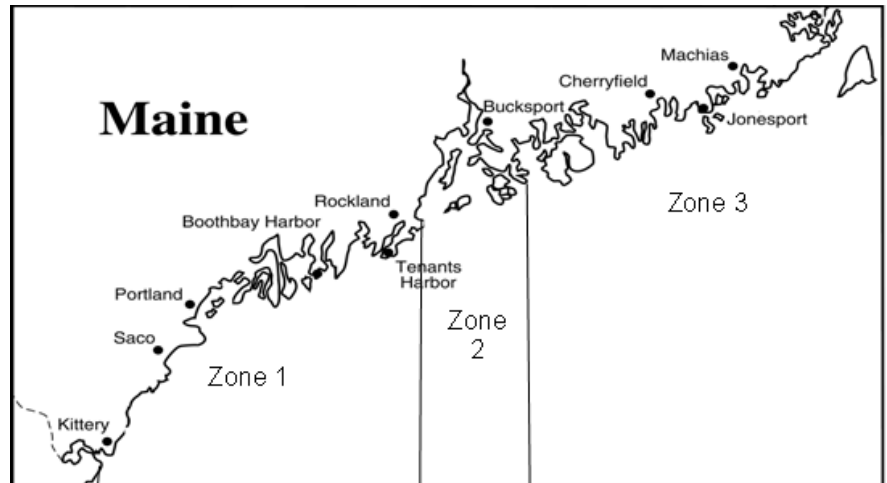 Machias
Cherryfield
Maine
Bucksport
Jonesport
Rockland
Zone 3
Boothbay Harbor
Tenants
Harbor
Portland
Zone
2
Saco
Zone 1
Kittery